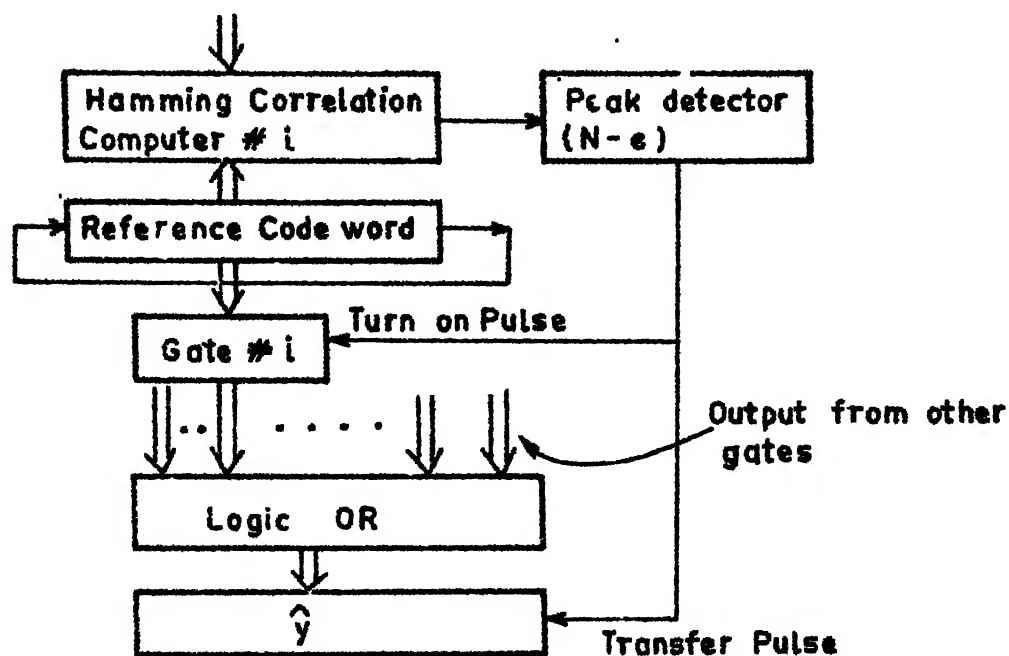 Hamming Correlation
Computer # i
Peak detector
(N-e)
Reference Code word
Turn on Pulse
Gate # i
Output from other
gates
Logic OR
ŷ
Transfer Pulse